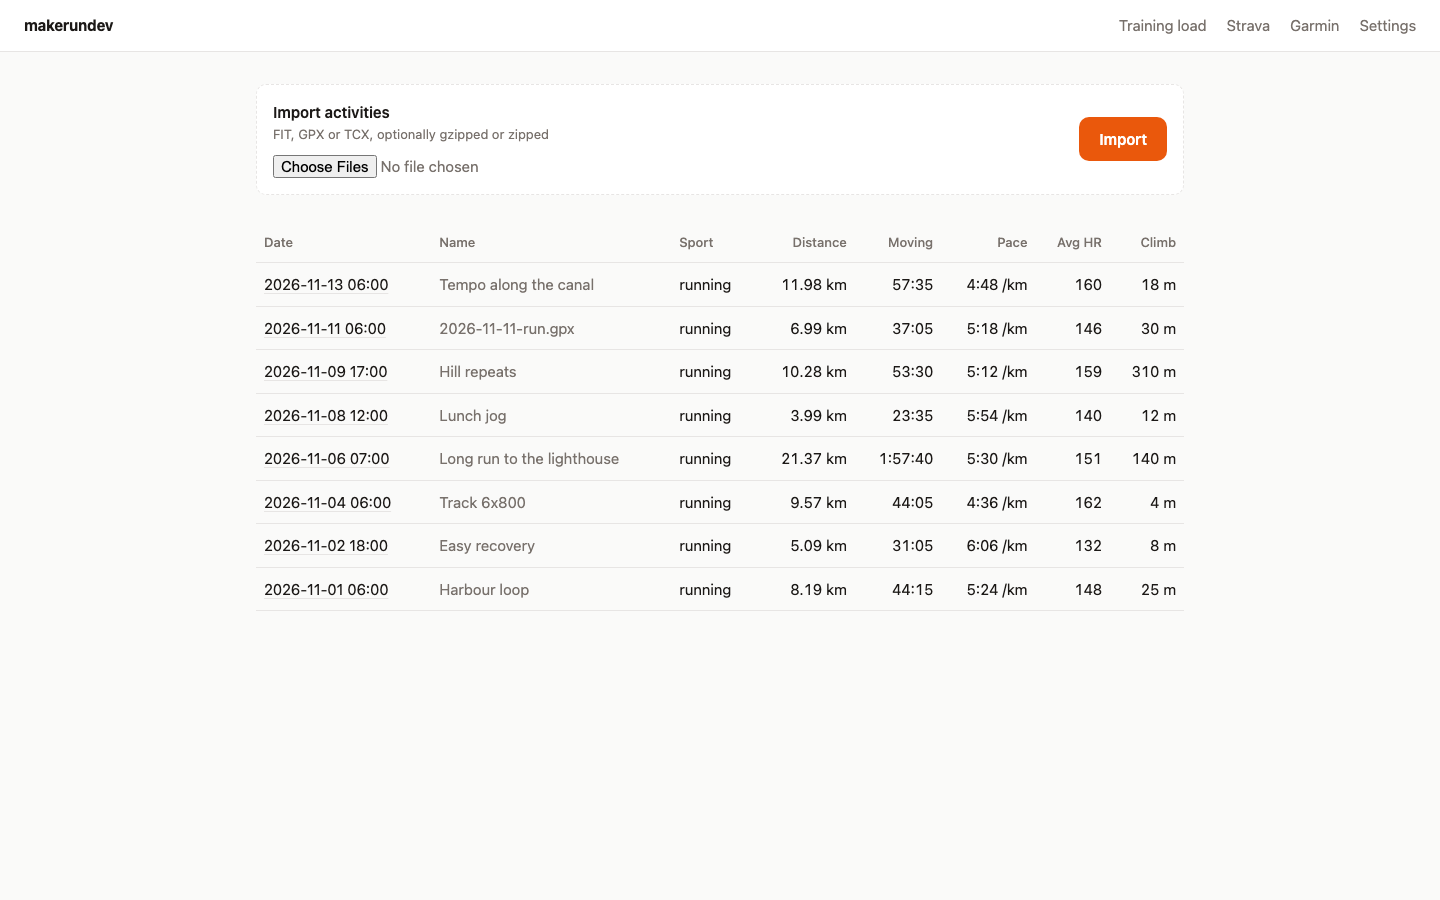 makerundev Training load Strava Garmin Settings
Import activities
FIT, GPX or TCX, optionally gzipped or zipped
Choose Files No file chosen
Import
Date Name Sport Distance Moving Pace Avg HR Climb
2026-11-13 06:00 Tempo along the canal running 11.98 km 57:35 4:48 /km 160 18 m
2026-11-11 06:00 2026-11-11-run.gpx running 6.99 km 37:05 5:18 /km 146 30 m
2026-11-09 17:00 Hill repeats running 10.28 km 53:30 5:12 /km 159 310 m
2026-11-08 12:00 Lunch jog running 3.99 km 23:35 5:54 /km 140 12 m
2026-11-06 07:00 Long run to the lighthouse running 21.37 km 1:57:40 5:30 /km 151 140 m
2026-11-04 06:00 Track 6x800 running 9.57 km 44:05 4:36 /km 162 4 m
2026-11-02 18:00 Easy recovery running 5.09 km 31:05 6:06 /km 132 8 m
2026-11-01 06:00 Harbour loop running 8.19 km 44:15 5:24 /km 148 25 m